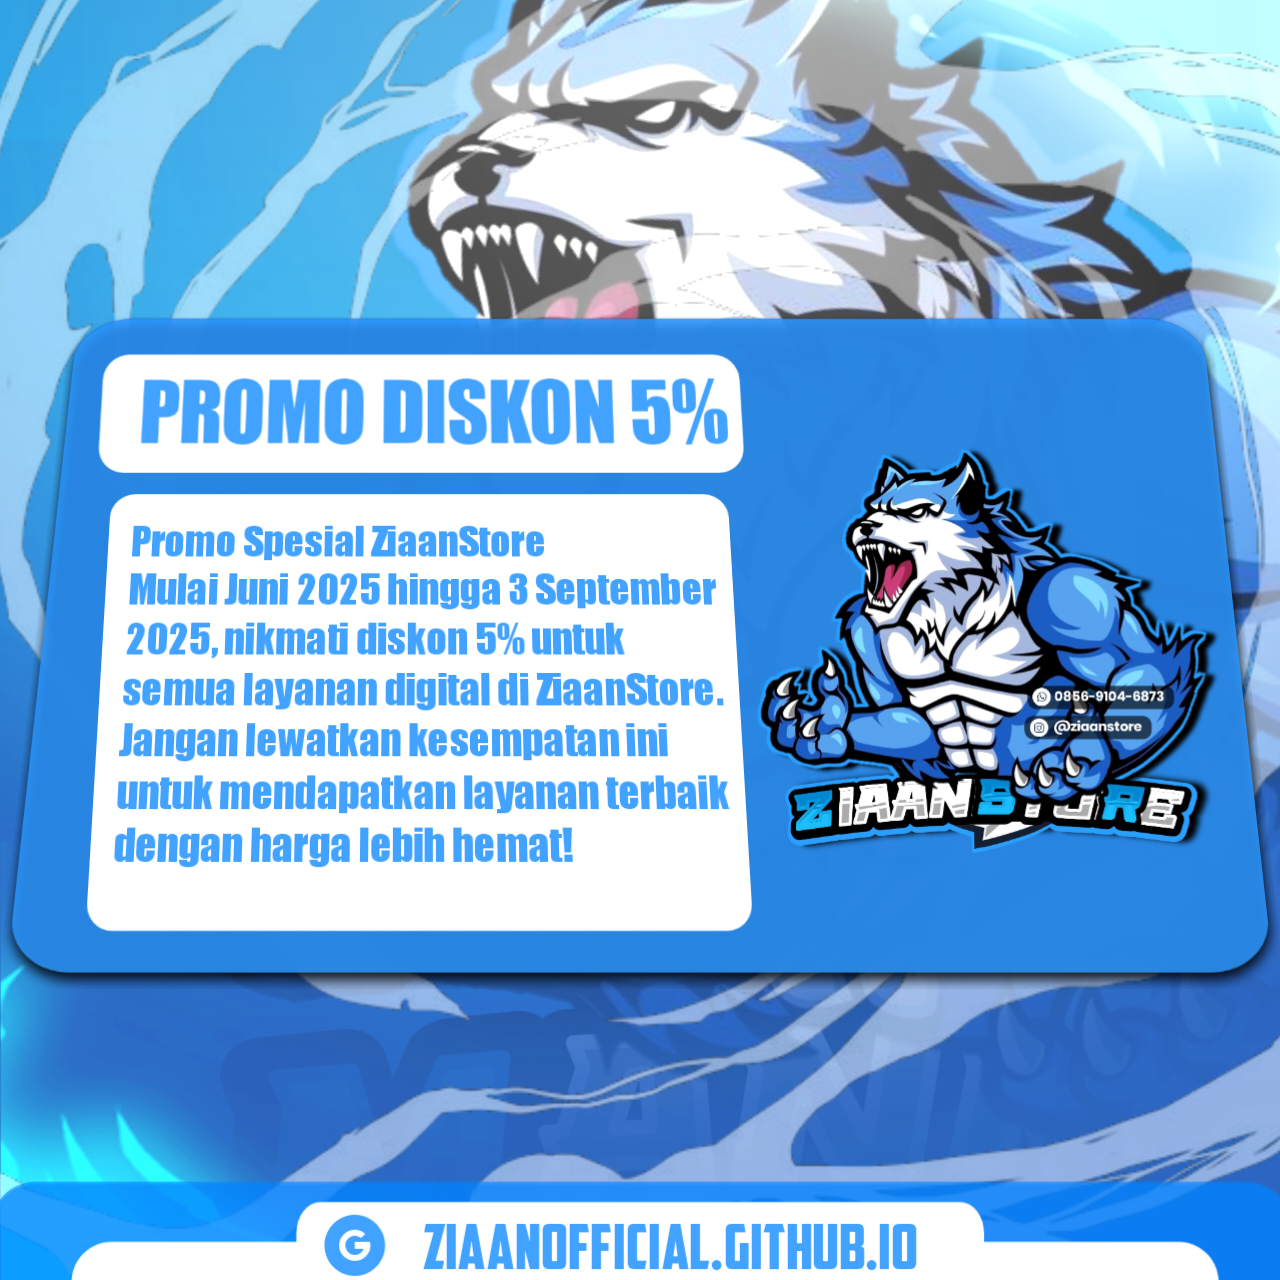 PROMO DISKON 5%
Promo Spesial ZiaanStore
Mulai Juni 2025 hingga 3 September
2025, nikmati diskon 5% untuk
semua layanan digital di ZiaanStore.
Jangan lewatkan kesempatan ini
untuk mendapatkan layanan terbaik
dengan harga lebih hemat!
0856-9104-6873
@ziaanstore
ZIAANSTORE
ZIAANOFFICIAL.GITHUB.IO